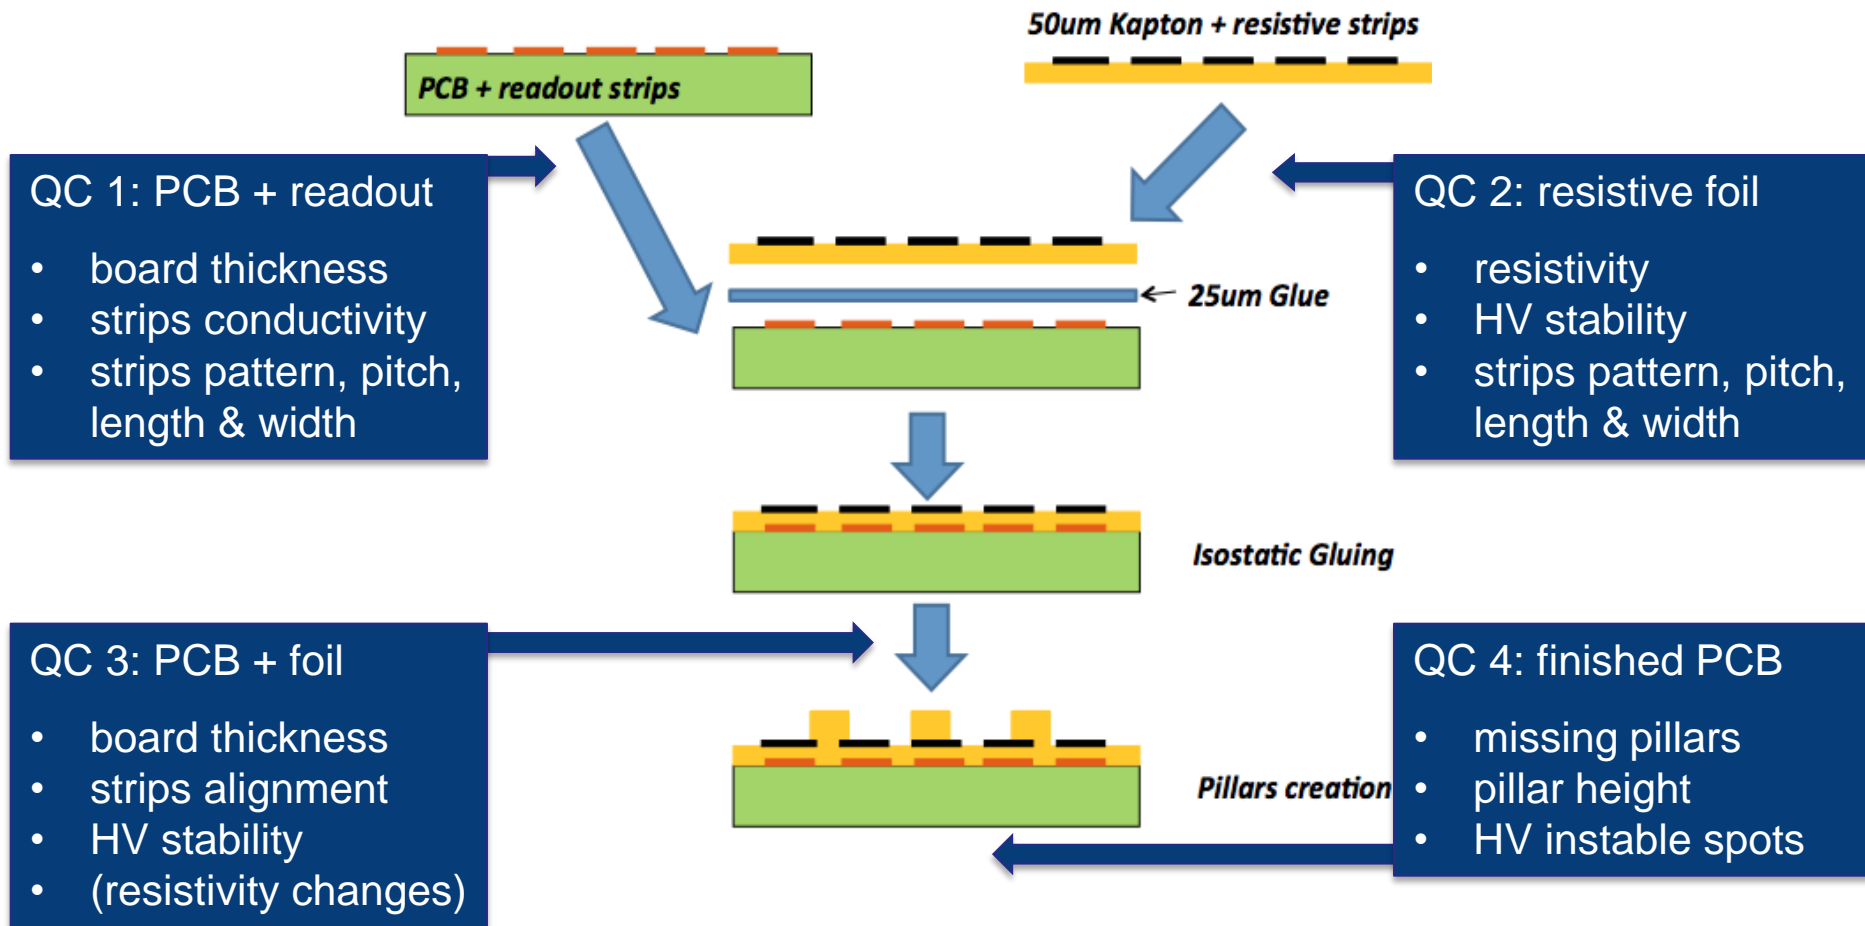 50um Kapton + resistive strips
PCB + readout strips
QC 1: PCB + readout
• board thickness
• strips conductivity
• strips pattern, pitch,
length & width
QC 2: resistive foil
• resistivity
• HV stability
• strips pattern, pitch,
length & width
25um Glue
Isostatic Gluing
QC 3: PCB + foil
• board thickness
• strips alignment
• HV stability
• (resistivity changes)
Pillars creation
QC 4: finished PCB
• missing pillars
• pillar height
• HV instable spots